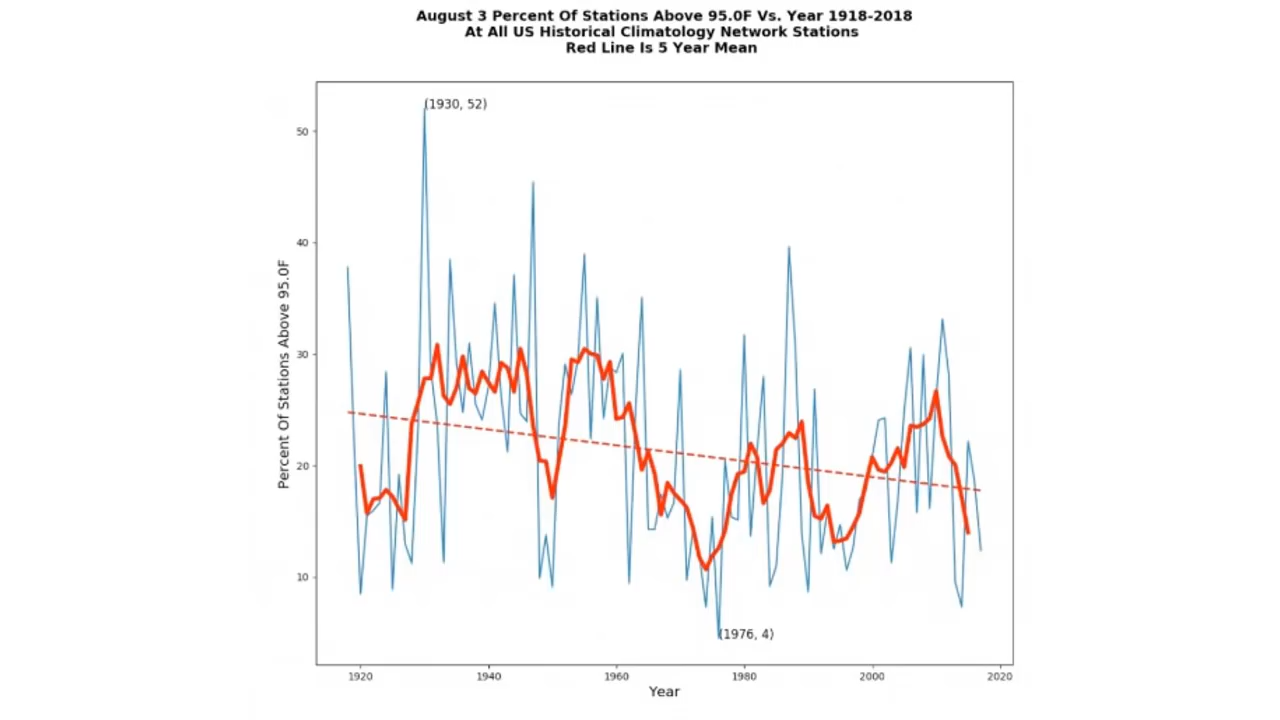 August 3 Percent Of Stations Above 95.0F Vs. Year 1918-2018
At All US Historical Climatology Network Stations
Red Line Is 5 Year Mean
(1930, 52)
50
40
30
20
10
Percent Of Stations Above 95.0F
(1976, 4)
1920 1940 1960 1980 2000 2020
Year